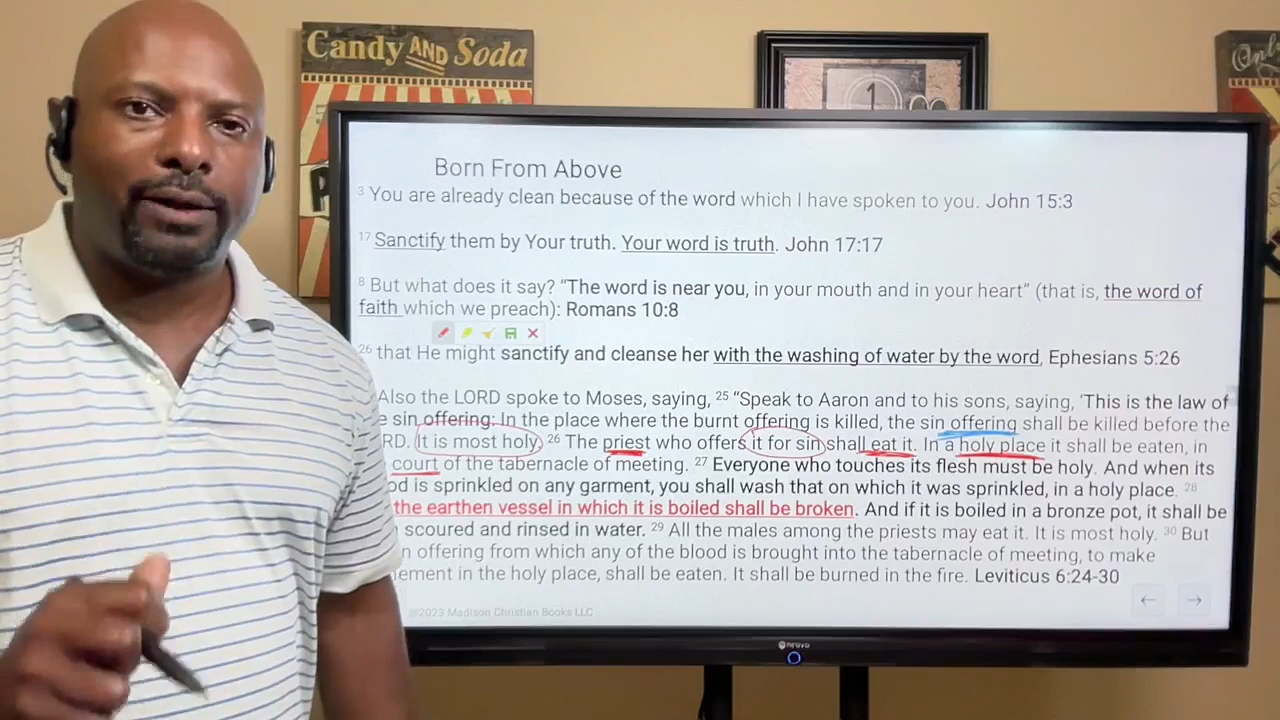 Candy AND Soda
Only
1
Born From Above
3 You are already clean because of the word which I have spoken to you. John 15:3
17 Sanctify them by Your truth. Your word is truth. John 17:17
8 But what does it say? “The word is near you, in your mouth and in your heart” (that is, the word of
faith which we preach): Romans 10:8
26 that He might sanctify and cleanse her with the washing of water by the word, Ephesians 5:26
Also the LORD spoke to Moses, saying, 25 “Speak to Aaron and to his sons, saying, ‘This is the law of
sin offering: In the place where the burnt offering is killed, the sin offering shall be killed before the
RD. It is most holy. 26 The priest who offers it for sin shall eat it. In a holy place it shall be eaten, in
court of the tabernacle of meeting. 27 Everyone who touches its flesh must be holy. And when its
od is sprinkled on any garment, you shall wash that on which it was sprinkled, in a holy place. 28
the earthen vessel in which it is boiled shall be broken. And if it is boiled in a bronze pot, it shall be
scoured and rinsed in water. 29 All the males among the priests may eat it. It is most holy. 30 But
n offering from which any of the blood is brought into the tabernacle of meeting, to make
ement in the holy place, shall be eaten. It shall be burned in the fire. Leviticus 6:24-30
©2023 Madison Christian Books LLC
← →